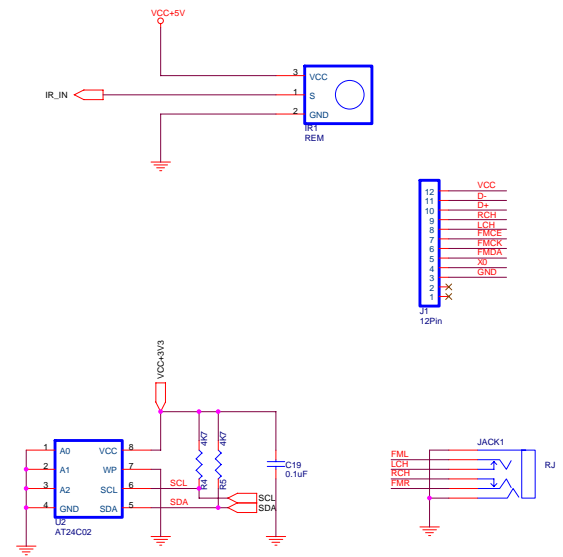 VCC+5V
IR_IN
3 VCC
1 S
2 GND
IR1
REM
12 VCC
11 D-
10 D+
9 RCH
8 LCH
7 FMCE
6 FMCK
5 FMDA
4 X0
3 GND
2
1
J1
12Pin
VCC+3V3
4K7
4K7
R4
R5
C19
0.1uF
1 A0 VCC 8
2 A1 WP 7
3 A2 SCL 6 SCL
4 GND SDA 5 SDA
SCL
SDA
U2
AT24C02
JACK1
RJ
FML
LCH
RCH
FMR